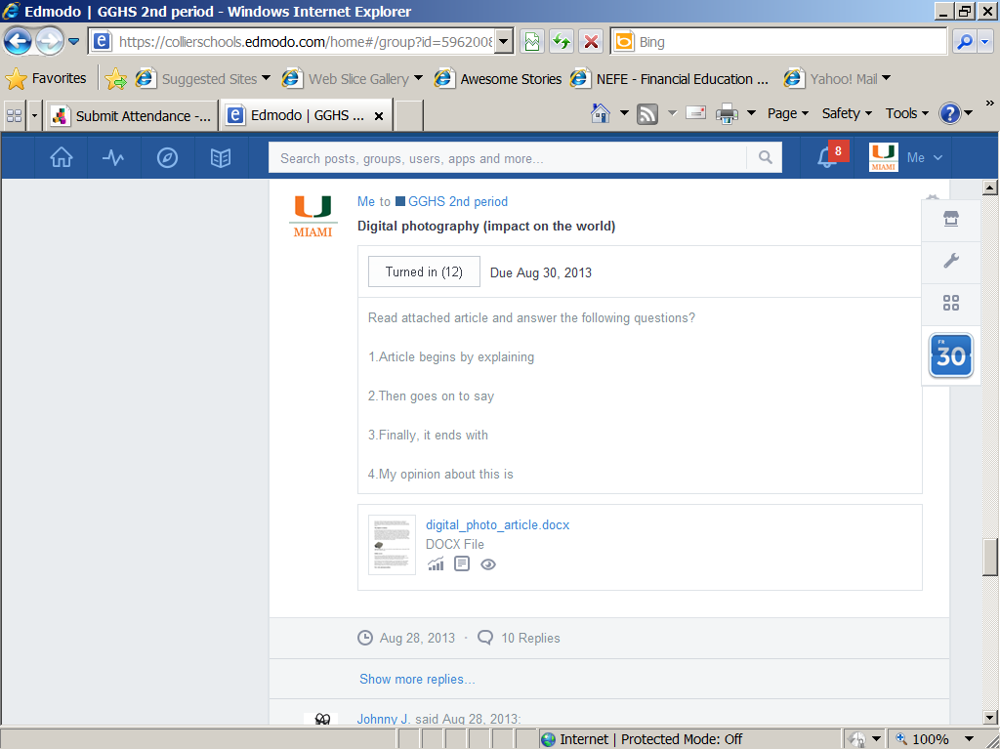 Edmodo | GGHS 2nd period - Windows Internet Explorer
https://collierschools.edmodo.com/home#/group?id=5962008
Bing
Favorites
Suggested Sites
Web Slice Gallery
Awesome Stories
NEFE - Financial Education ...
Yahoo! Mail
Submit Attendance -...
Edmodo | GGHS ...
Page
Safety
Tools
Search posts, groups, users, apps and more...
8
MIAMI
Me
MIAMI
Me to GGHS 2nd period
Digital photography (impact on the world)
Turned in (12)
Due Aug 30, 2013
Read attached article and answer the following questions?
1.Article begins by explaining
2.Then goes on to say
3.Finally, it ends with
4.My opinion about this is
FR
30
digital_photo_article.docx
DOCX File
Aug 28, 2013 · 10 Replies
Show more replies...
Johnny J. said Aug 28, 2013:
Internet | Protected Mode: Off
100%